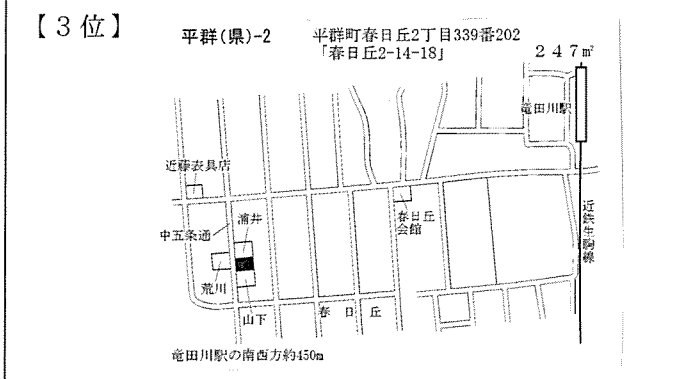 【3位】
平群(県)-2
平群町春日丘2丁目339番202
「春日丘2-14-18」
247㎡
竜田川駅
近藤表具店
春日丘
会館
浦井
中五条通
近鉄生駒線
荒川
山下
春日丘
竜田川駅の南西方約450m